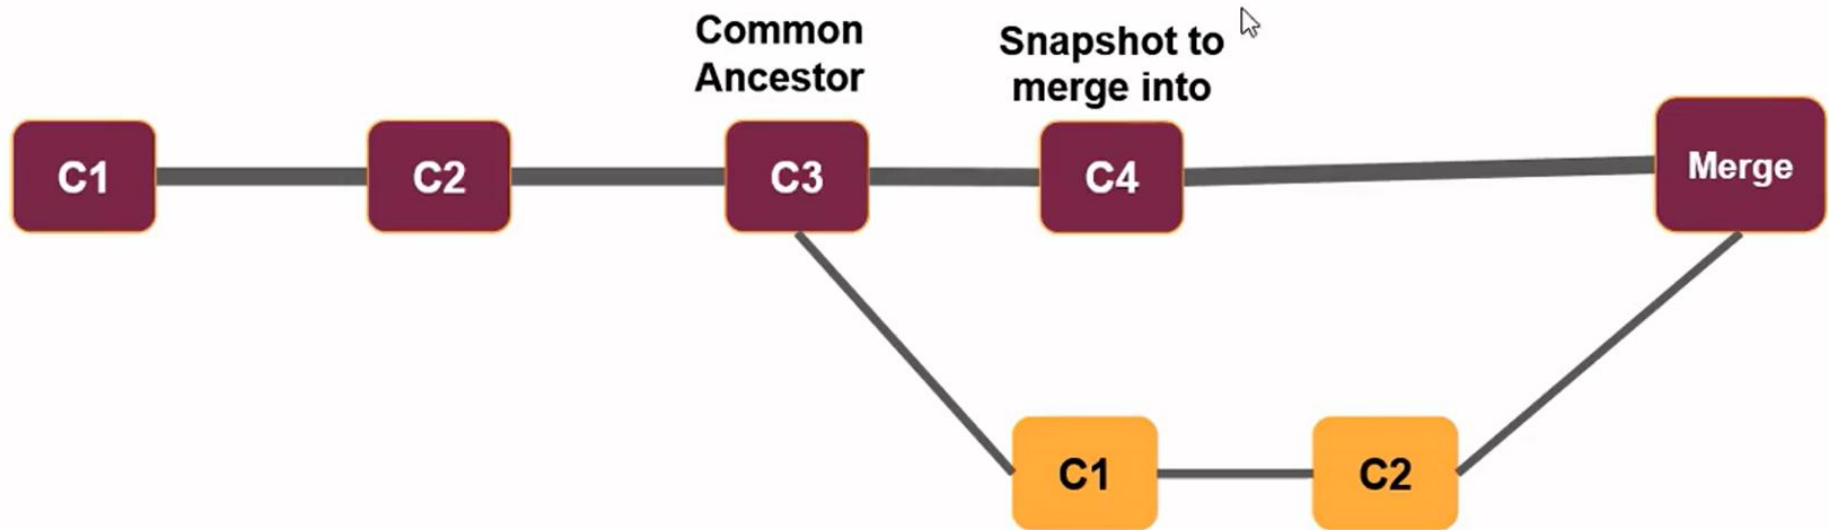 Common
Ancestor
Snapshot to
merge into
C1
C2
C3
C4
Merge
C1
C2